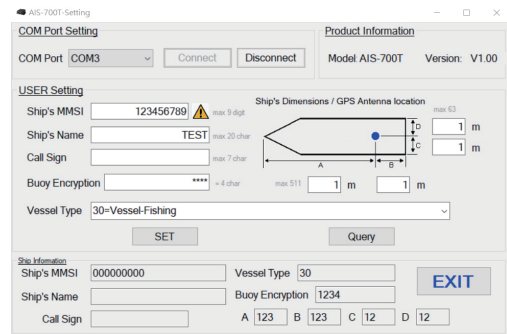 AIS-700T-Setting
COM Port Setting
Product Information
COM Port COM3 Connect Disconnect Model AIS-700T Version: V1.00
USER Setting
Ship's Dimensions / GPS Antenna location
Ship's MMSI 123456789 max 9 digit max 63
Ship's Name TEST max 20 char D 1 m
Call Sign max 7 char C 1 m
A B
Buoy Encryption **** = 4 char max 511 1 m 1 m
Vessel Type 30=Vessel-Fishing
SET Query
Ship Information
Ship's MMSI 000000000 Vessel Type 30 EXIT
Ship's Name Buoy Encryption 1234
Call Sign A 123 B 123 C 12 D 12